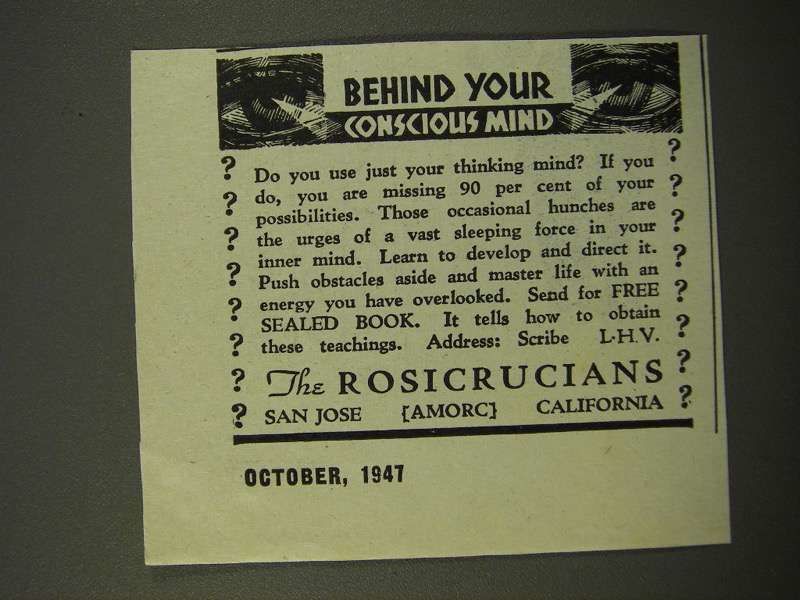 BEHIND YOUR
CONSCIOUS MIND
? Do you use just your thinking mind? If you ?
? do, you are missing 90 per cent of your ?
? possibilities. Those occasional hunches are ?
? the urges of a vast sleeping force in your ?
? inner mind. Learn to develop and direct it. ?
? Push obstacles aside and master life with an ?
? energy you have overlooked. Send for FREE ?
SEALED BOOK. It tells how to obtain
? these teachings. Address: Scribe L·H.V. ?
? The ROSICRUCIANS ?
? SAN JOSE [AMORC] CALIFORNIA ?
OCTOBER, 1947